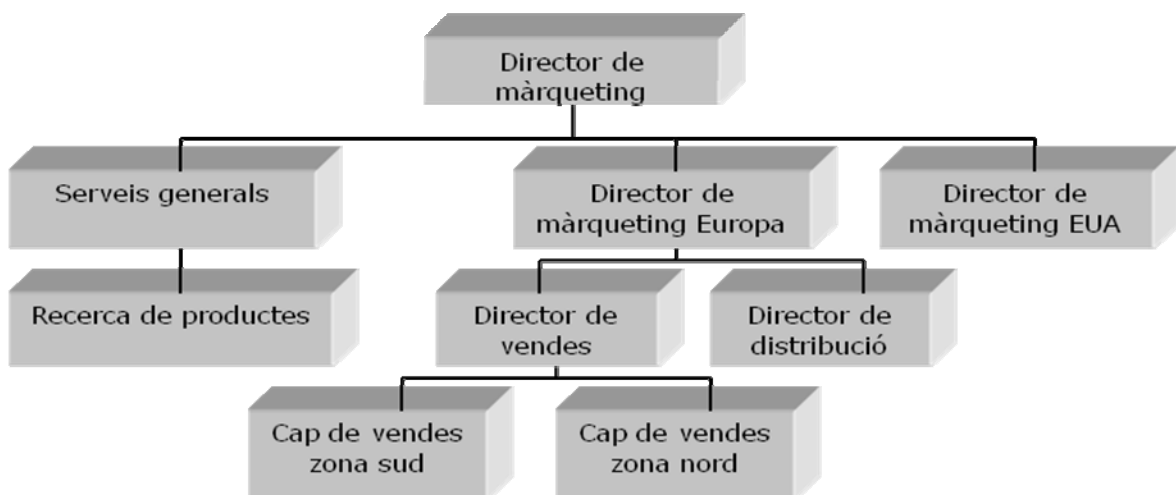 Director de
màrqueting
Serveis generals
Director de
màrqueting Europa
Director de
màrqueting EUA
Recerca de productes
Director de
vendes
Director de
distribució
Cap de vendes
zona sud
Cap de vendes
zona nord